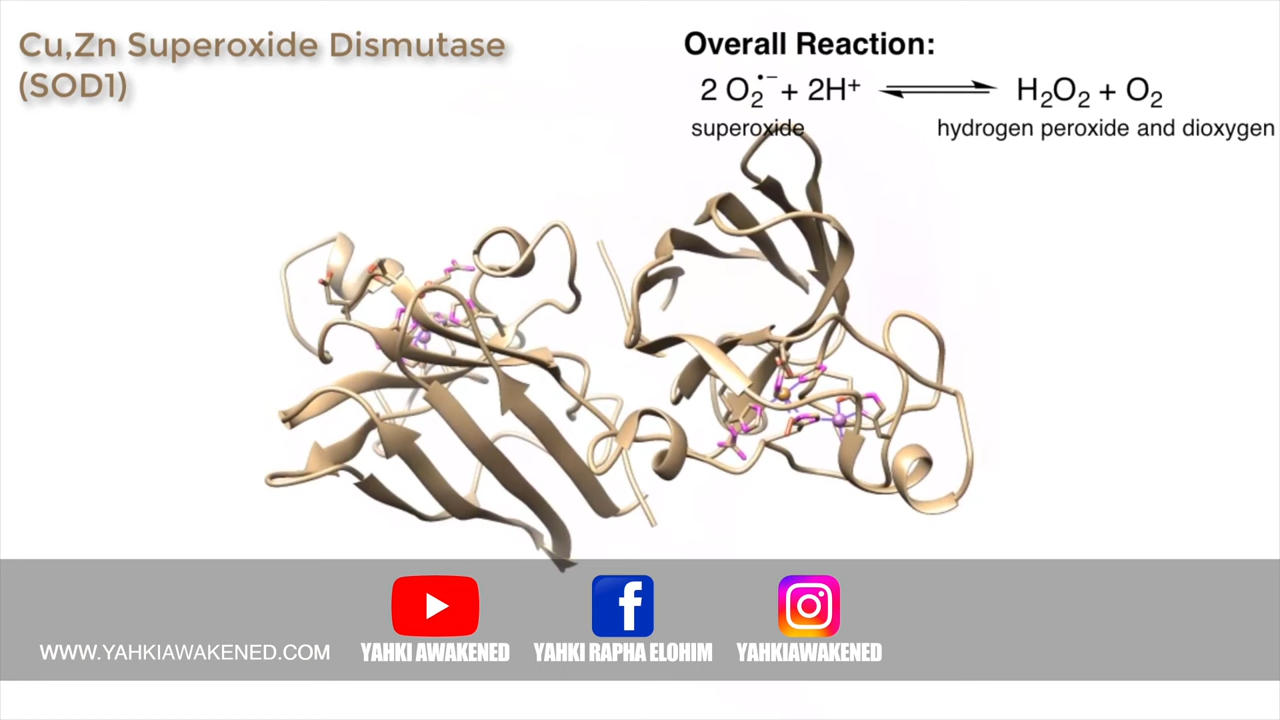 Cu,Zn Superoxide Dismutase
(SOD1)
Overall Reaction:
2 O₂•⁻ + 2H⁺ ⇌ H₂O₂ + O₂
superoxide hydrogen peroxide and dioxygen
WWW.YAHKIAWAKENED.COM YAHKI AWAKENED YAHKI RAPHA ELOHIM YAHKIAWAKENED